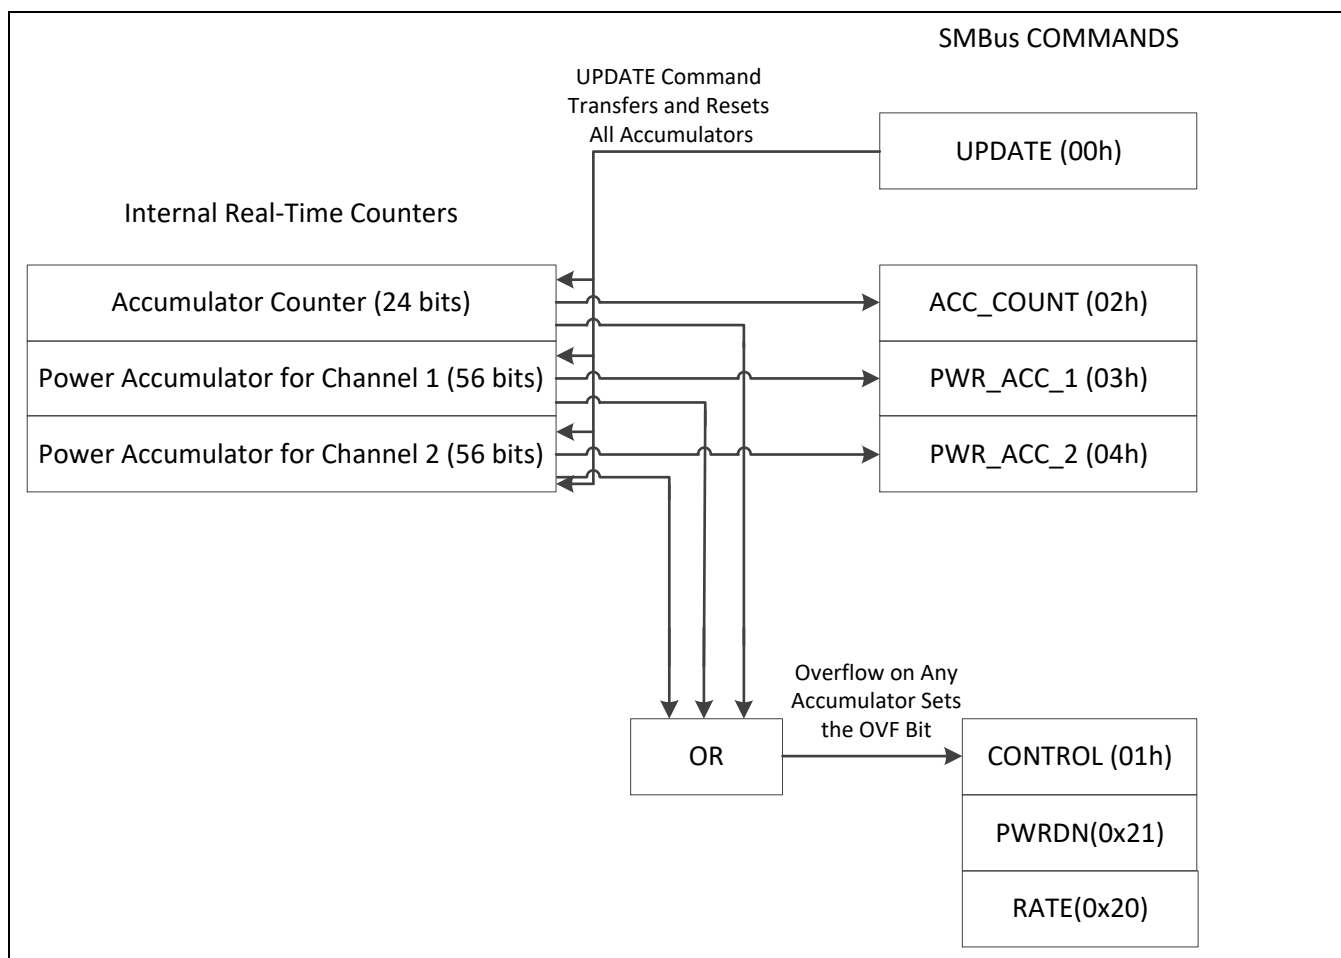 SMBus COMMANDS
UPDATE Command
Transfers and Resets
All Accumulators
UPDATE (00h)
Internal Real-Time Counters
Accumulator Counter (24 bits)
ACC_COUNT (02h)
Power Accumulator for Channel 1 (56 bits)
PWR_ACC_1 (03h)
Power Accumulator for Channel 2 (56 bits)
PWR_ACC_2 (04h)
Overflow on Any
Accumulator Sets
the OVF Bit
OR
CONTROL (01h)
PWRDN(0x21)
RATE(0x20)